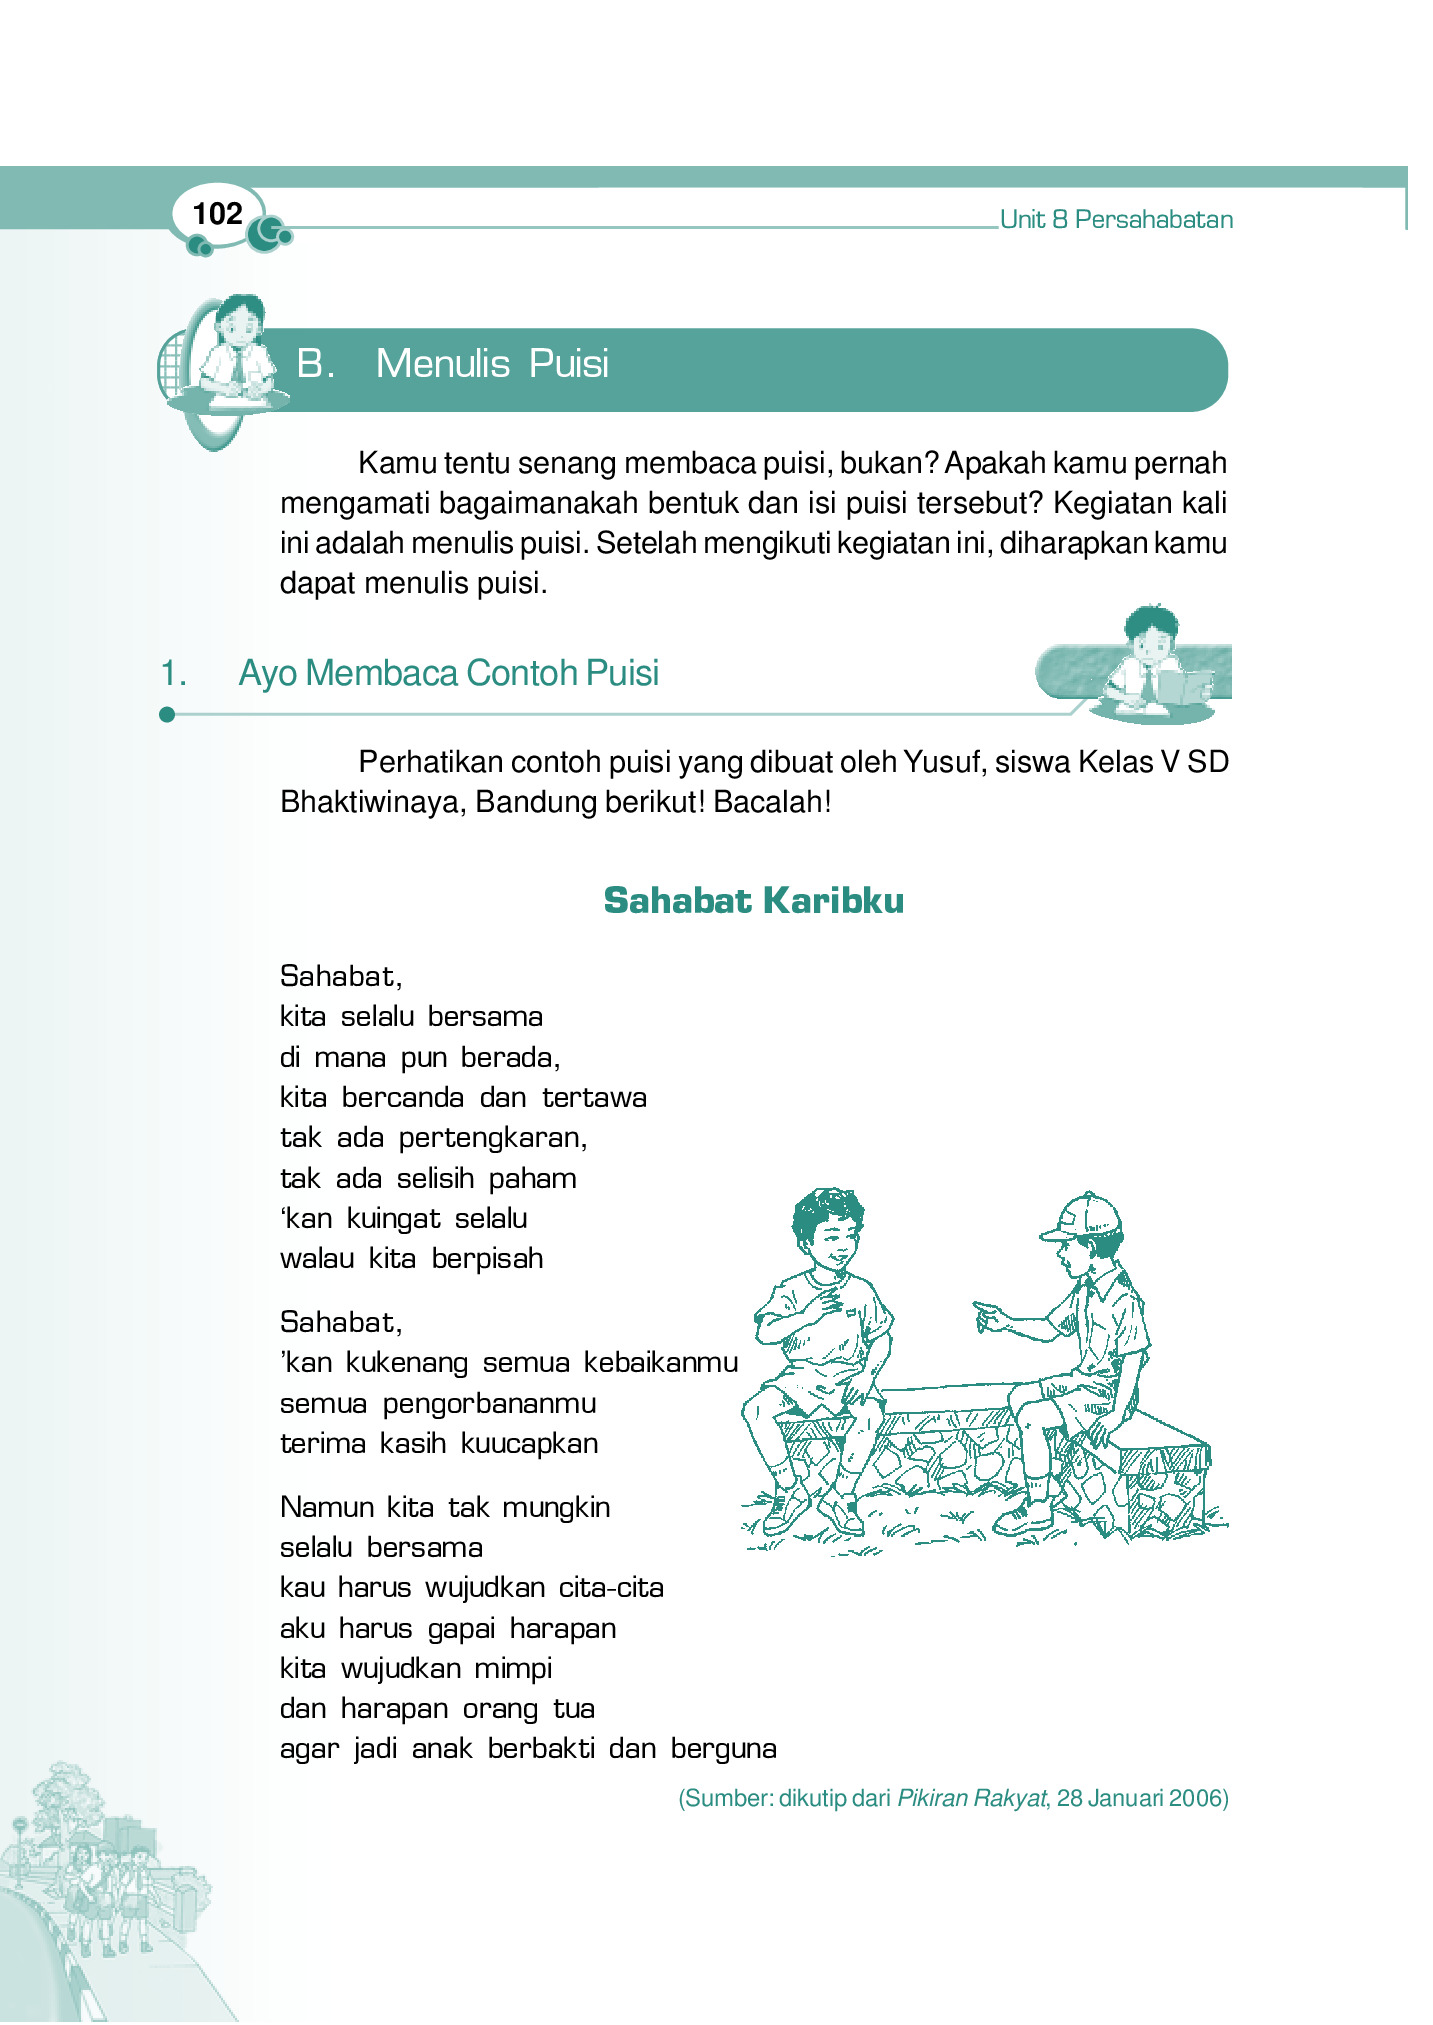 102
Unit 8 Persahabatan
B. Menulis Puisi
Kamu tentu senang membaca puisi, bukan? Apakah kamu pernah
mengamati bagaimanakah bentuk dan isi puisi tersebut? Kegiatan kali
ini adalah menulis puisi. Setelah mengikuti kegiatan ini, diharapkan kamu
dapat menulis puisi.
1. Ayo Membaca Contoh Puisi
Perhatikan contoh puisi yang dibuat oleh Yusuf, siswa Kelas V SD
Bhaktiwinaya, Bandung berikut! Bacalah!
Sahabat Karibku
Sahabat,
kita selalu bersama
di mana pun berada,
kita bercanda dan tertawa
tak ada pertengkaran,
tak ada selisih paham
‘kan kuingat selalu
walau kita berpisah
Sahabat,
’kan kukenang semua kebaikanmu
semua pengorbananmu
terima kasih kuucapkan
Namun kita tak mungkin
selalu bersama
kau harus wujudkan cita-cita
aku harus gapai harapan
kita wujudkan mimpi
dan harapan orang tua
agar jadi anak berbakti dan berguna
(Sumber: dikutip dari Pikiran Rakyat, 28 Januari 2006)